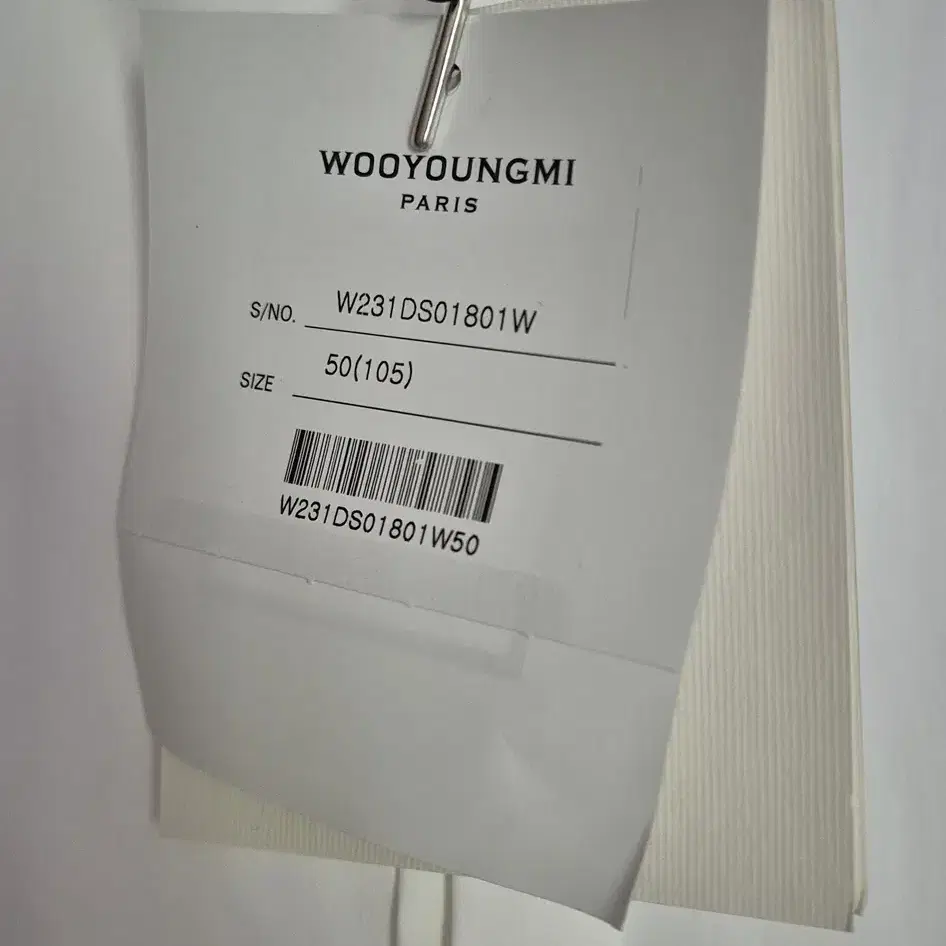 WOOYOUNGMI
PARIS
S/NO. W231DS01801W
SIZE 50(105)
W231DS01801W50